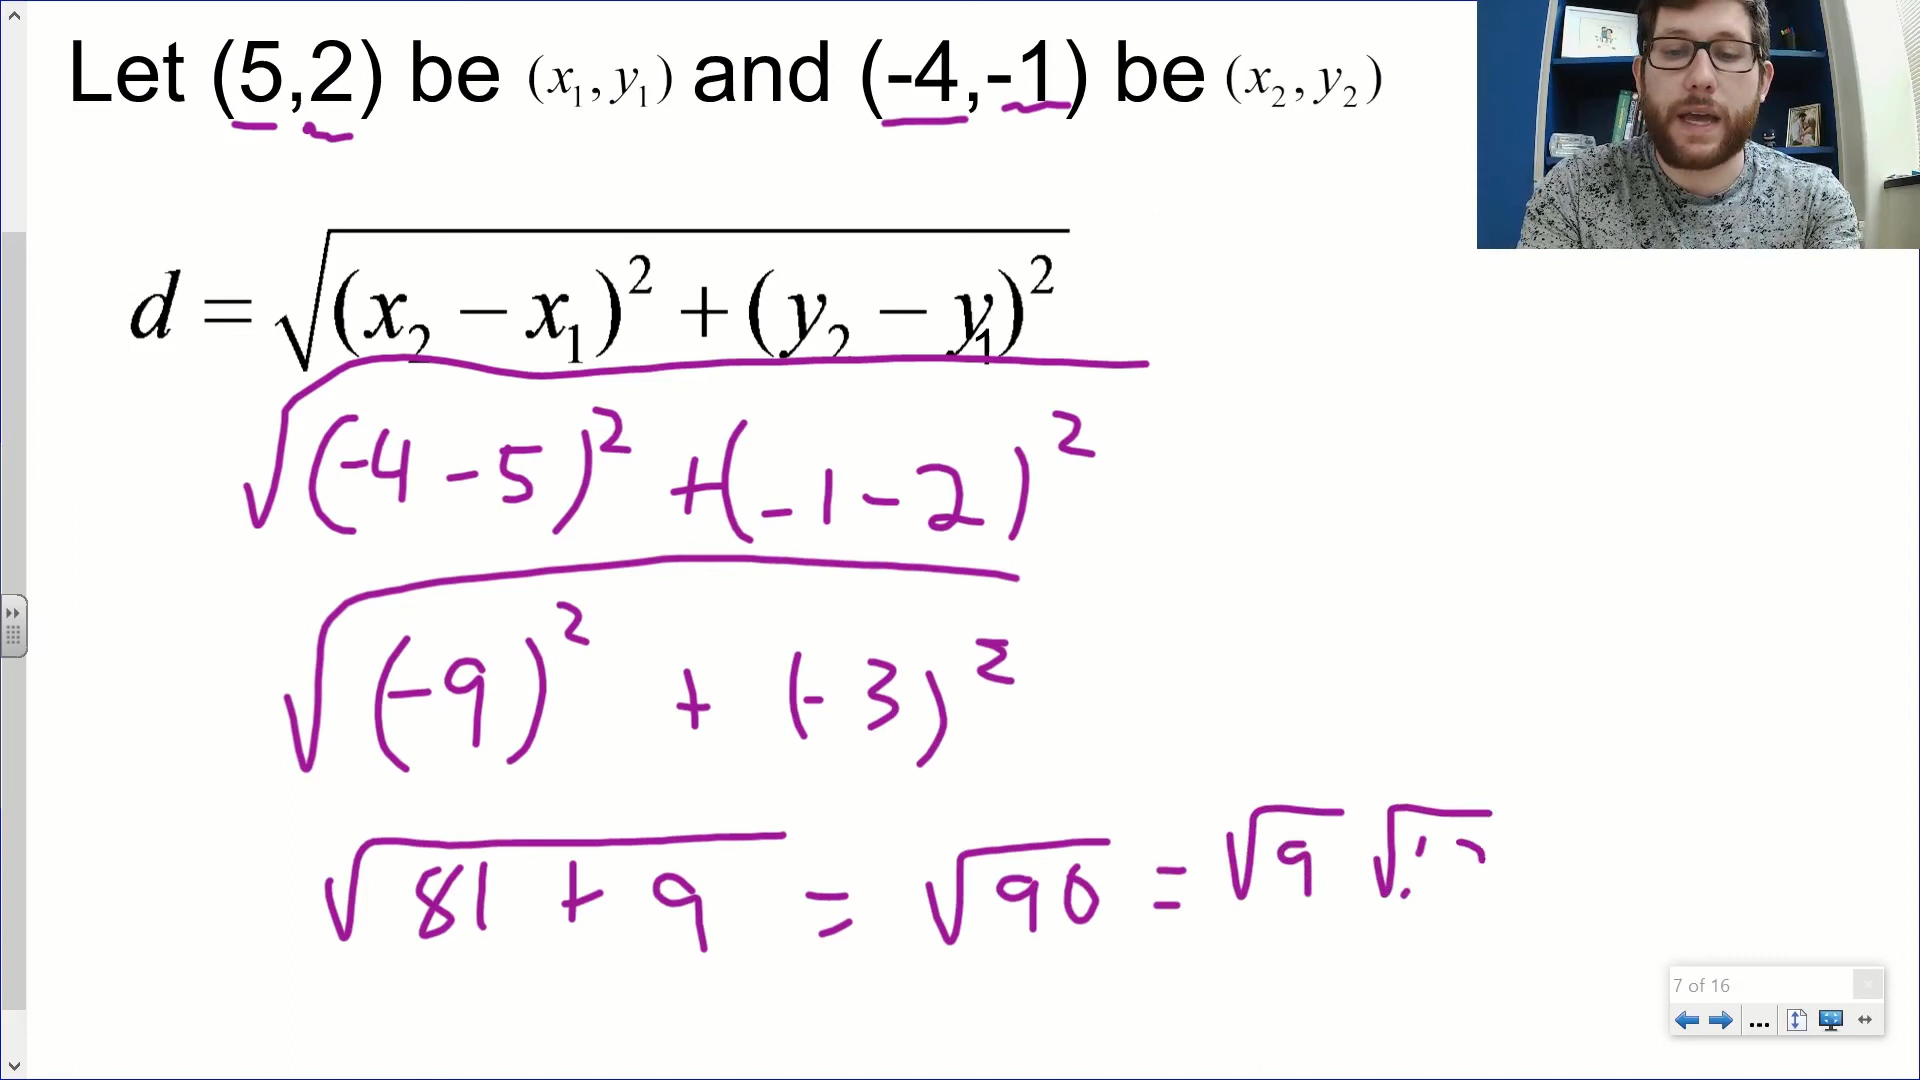 Let (5,2) be (x₁, y₁) and (-4,-1) be (x₂, y₂)
d = √(x₂ − x₁)² + (y₂ − y₁)²
√(-4 - 5)² + (-1 - 2)²
√(-9)² + (-3)²
√81 + 9 = √90 = √9 √
7 of 16